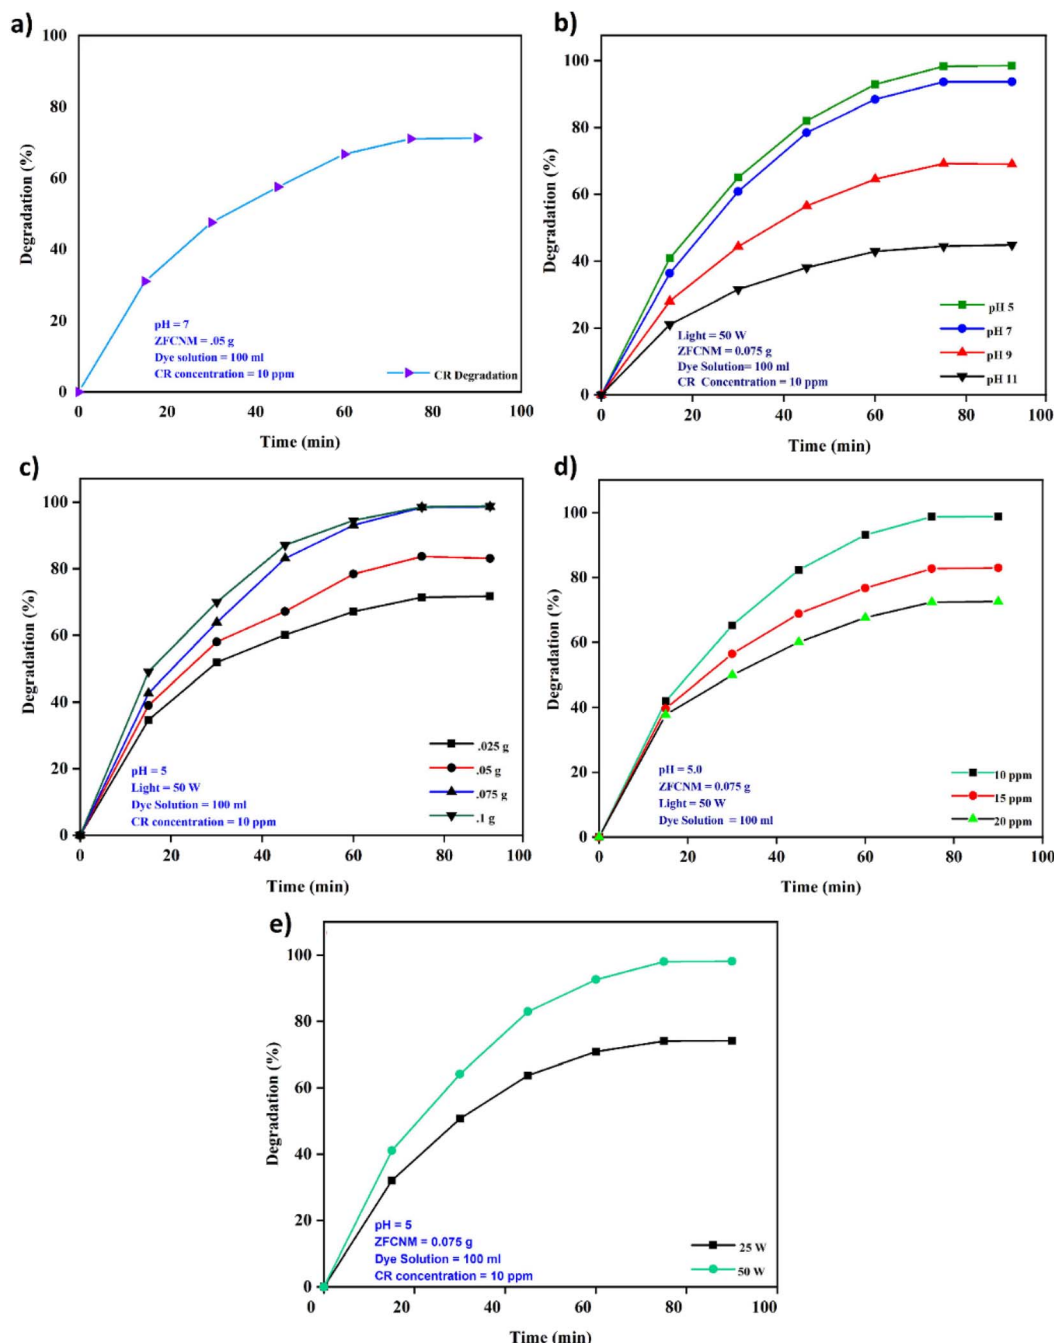 a)
100
80
60
40
20
0
Degradation (%)
pH = 7
ZFCNM = .05 g
Dye solution = 100 ml
CR concentration = 10 ppm
CR Degradation
0 20 40 60 80 100
Time (min)
b)
100
80
60
40
20
0
Degradation (%)
Light = 50 W
ZFCNM = 0.075 g
Dye Solution= 100 ml
CR Concentration = 10 ppm
pH 5
pH 7
pH 9
pH 11
0 20 40 60 80 100
Time (min)
c)
100
80
60
40
20
0
Degradation (%)
pH = 5
Light = 50 W
Dye Solution = 100 ml
CR concentration = 10 ppm
.025 g
.05 g
.075 g
.1 g
0 20 40 60 80 100
Time (min)
d)
100
80
60
40
20
0
Degradation (%)
pH = 5.0
ZFCNM = 0.075 g
Light = 50 W
Dye Solution = 100 ml
10 ppm
15 ppm
20 ppm
0 20 40 60 80 100
Time (min)
e)
100
80
60
40
20
0
Degradation (%)
pH = 5
ZFCNM = 0.075 g
Dye Solution = 100 ml
CR concentration = 10 ppm
25 W
50 W
0 20 40 60 80 100
Time (min)